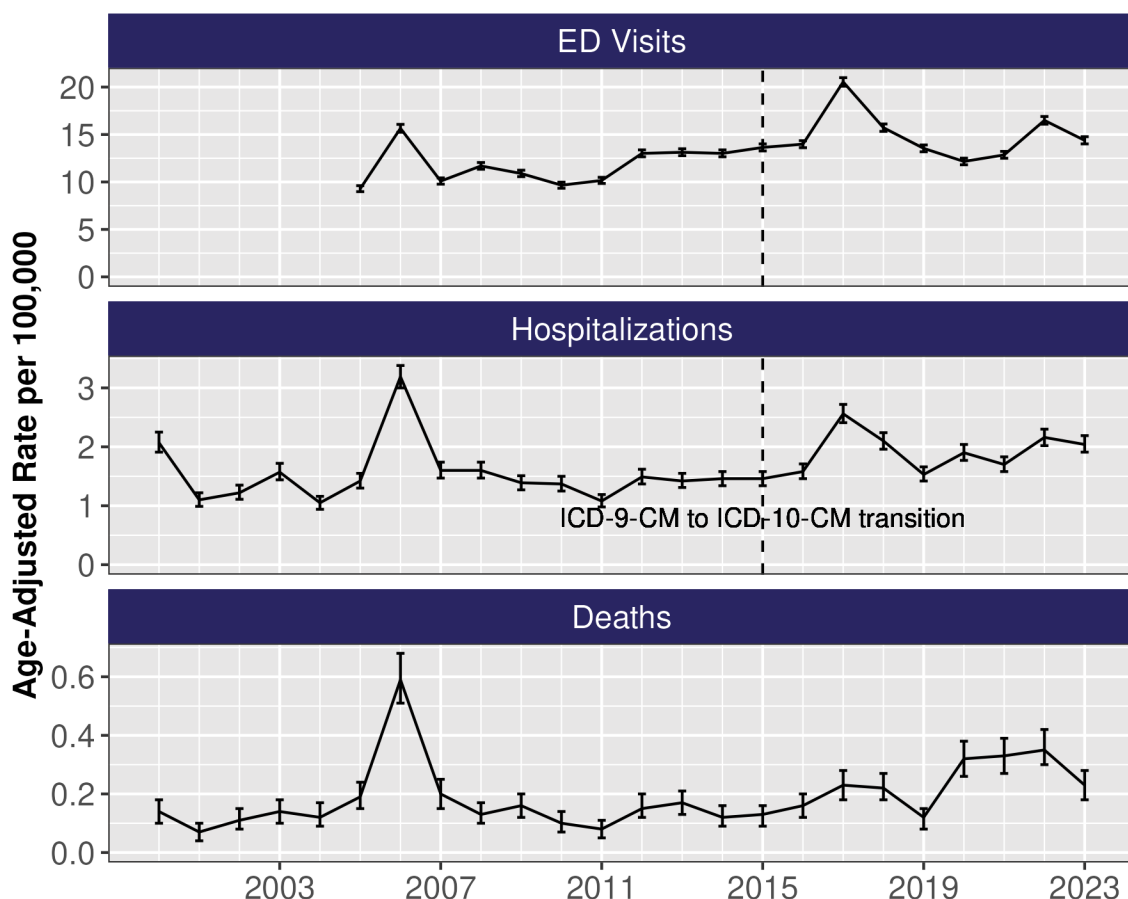 ED Visits
20
15
10
5
0
Hospitalizations
3
2
1
0
ICD-9-CM to ICD-10-CM transition
Deaths
0.6
0.4
0.2
0.0
2003 2007 2011 2015 2019 2023
Age-Adjusted Rate per 100,000